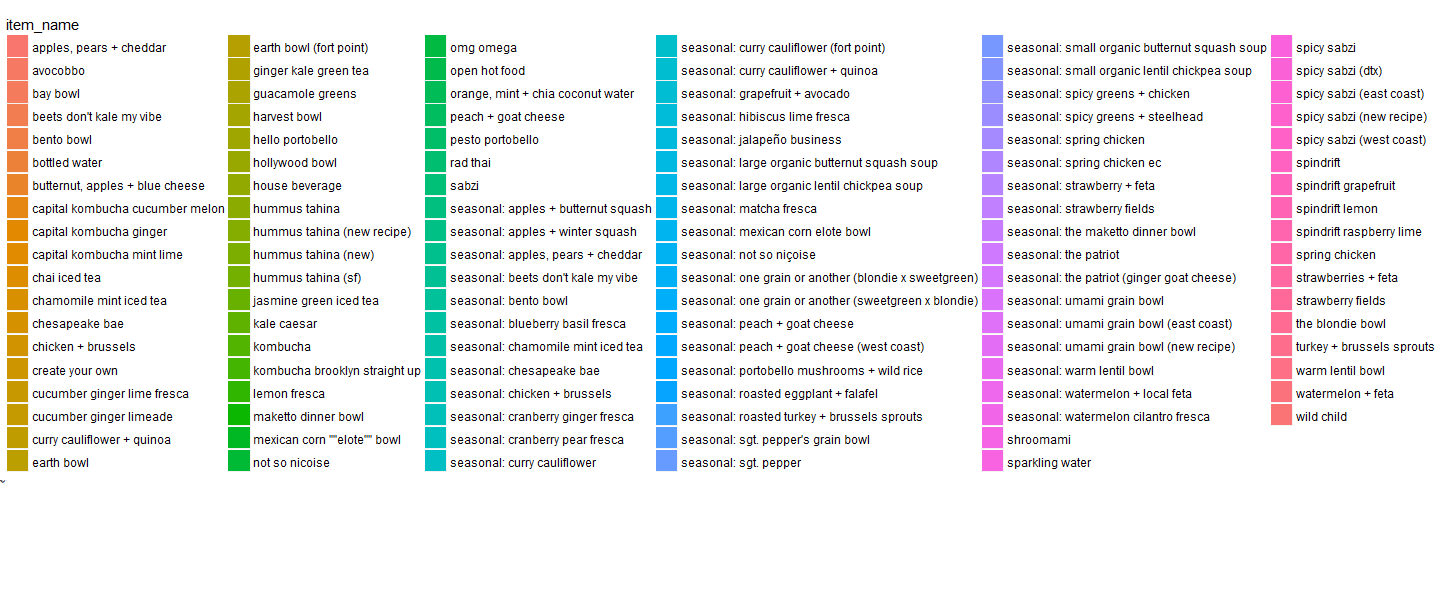 item_name
apples, pears + cheddar
avocobbo
bay bowl
beets don't kale my vibe
bento bowl
bottled water
butternut, apples + blue cheese
capital kombucha cucumber melon
capital kombucha ginger
capital kombucha mint lime
chai iced tea
chamomile mint iced tea
chesapeake bae
chicken + brussels
create your own
cucumber ginger lime fresca
cucumber ginger limeade
curry cauliflower + quinoa
earth bowl
earth bowl (fort point)
ginger kale green tea
guacamole greens
harvest bowl
hello portobello
hollywood bowl
house beverage
hummus tahina
hummus tahina (new recipe)
hummus tahina (new)
hummus tahina (sf)
jasmine green iced tea
kale caesar
kombucha
kombucha brooklyn straight up
lemon fresca
maketto dinner bowl
mexican corn ""elote"" bowl
not so nicoise
omg omega
open hot food
orange, mint + chia coconut water
peach + goat cheese
pesto portobello
rad thai
sabzi
seasonal: apples + butternut squash
seasonal: apples + winter squash
seasonal: apples, pears + cheddar
seasonal: beets don't kale my vibe
seasonal: bento bowl
seasonal: blueberry basil fresca
seasonal: chamomile mint iced tea
seasonal: chesapeake bae
seasonal: chicken + brussels
seasonal: cranberry ginger fresca
seasonal: cranberry pear fresca
seasonal: curry cauliflower
seasonal: curry cauliflower (fort point)
seasonal: curry cauliflower + quinoa
seasonal: grapefruit + avocado
seasonal: hibiscus lime fresca
seasonal: jalapeño business
seasonal: large organic butternut squash soup
seasonal: large organic lentil chickpea soup
seasonal: matcha fresca
seasonal: mexican corn elote bowl
seasonal: not so niçoise
seasonal: one grain or another (blondie x sweetgreen)
seasonal: one grain or another (sweetgreen x blondie)
seasonal: peach + goat cheese
seasonal: peach + goat cheese (west coast)
seasonal: portobello mushrooms + wild rice
seasonal: roasted eggplant + falafel
seasonal: roasted turkey + brussels sprouts
seasonal: sgt. pepper's grain bowl
seasonal: sgt. pepper
seasonal: small organic butternut squash soup
seasonal: small organic lentil chickpea soup
seasonal: spicy greens + chicken
seasonal: spicy greens + steelhead
seasonal: spring chicken
seasonal: spring chicken ec
seasonal: strawberry + feta
seasonal: strawberry fields
seasonal: the maketto dinner bowl
seasonal: the patriot
seasonal: the patriot (ginger goat cheese)
seasonal: umami grain bowl
seasonal: umami grain bowl (east coast)
seasonal: umami grain bowl (new recipe)
seasonal: warm lentil bowl
seasonal: watermelon + local feta
seasonal: watermelon cilantro fresca
shroomami
sparkling water
spicy sabzi
spicy sabzi (dtx)
spicy sabzi (east coast)
spicy sabzi (new recipe)
spicy sabzi (west coast)
spindrift
spindrift grapefruit
spindrift lemon
spindrift raspberry lime
spring chicken
strawberries + feta
strawberry fields
the blondie bowl
turkey + brussels sprouts
warm lentil bowl
watermelon + feta
wild child